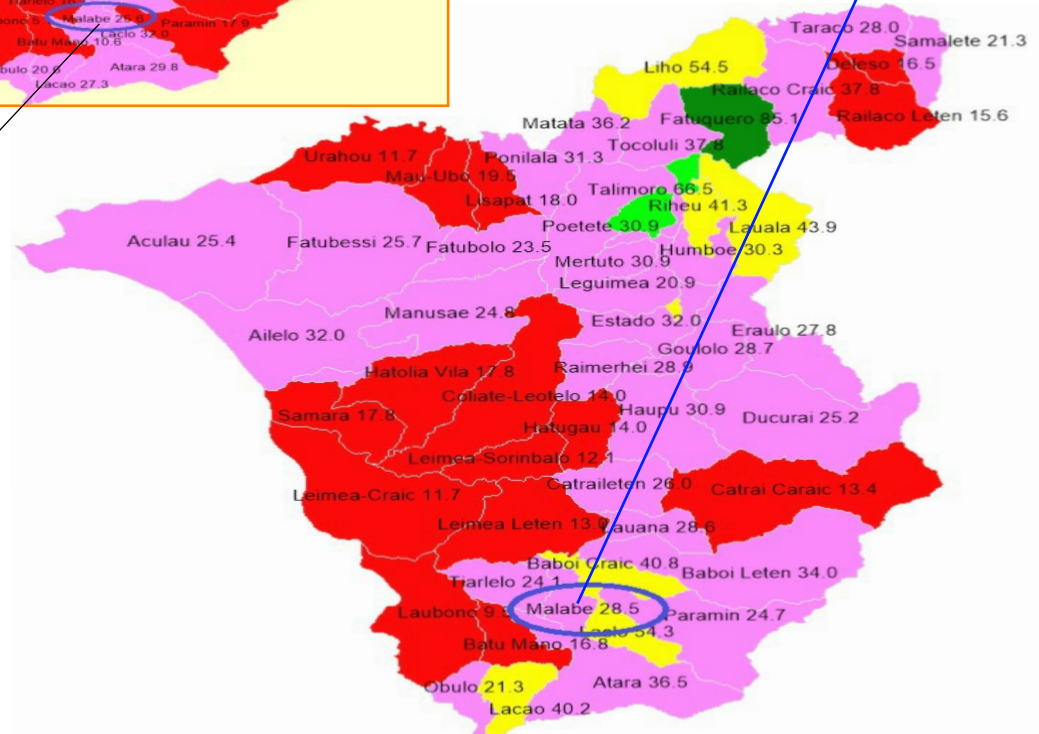 Malabe 25.6
Paramin 17.9
Laclo 32.0
Batu Mano 10.6
Atara 29.8
Lacao 27.3
Taraco 28.0
Samalete 21.3
Deleso 16.5
Liho 54.5
Railaco Craic 37.8
Railaco Leten 15.6
Matata 36.2
Fatuquero 85.1
Tocoluli 37.8
Urahou 11.7
Ponilala 31.3
Mau-Ubo 19.5
Talimoro 66.5
Lisapat 18.0
Riheu 41.3
Poetete 30.9
Lauala 43.9
Aculau 25.4
Fatubessi 25.7
Fatubolo 23.5
Humboe 30.3
Mertuto 30.9
Leguimea 20.9
Manusae 24.8
Estado 32.0
Eraulo 27.8
Ailelo 32.0
Goulolo 28.7
Raimerhei 28.9
Hatolia Vila 17.8
Coliate-Leotelo 14.0
Haupu 30.9
Samara 17.8
Ducurai 25.2
Hatugau 14.0
Leimea-Sorinbalo 12.1
Catraileten 26.0
Catrai Caraic 13.4
Leimea-Craic 11.7
Leimea Leten 13.0
Lauana 28.6
Baboi Craic 40.8
Baboi Leten 34.0
Tiarlelo 24.1
Malabe 28.5
Laubono 9.5
Paramin 24.7
Laclo 54.3
Batu Mano 16.8
Atara 36.5
Obulo 21.3
Lacao 40.2